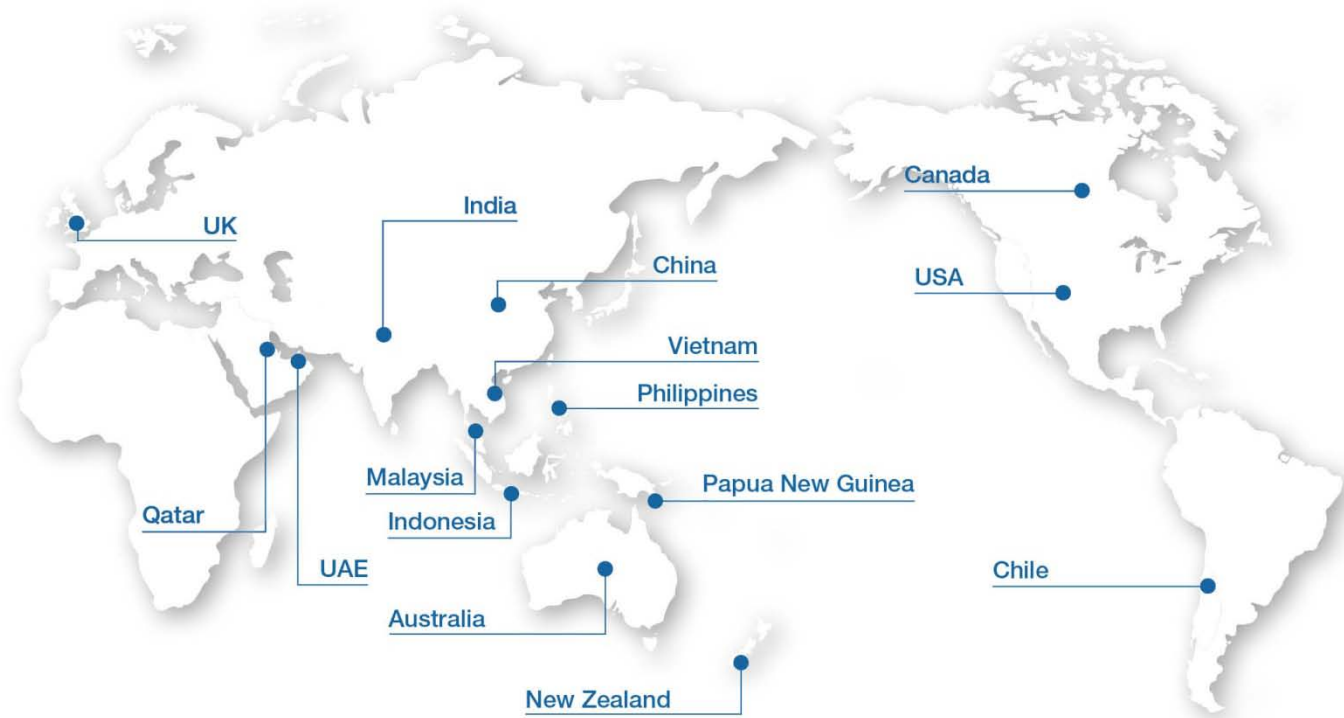 Canada
India
UK
China
USA
Vietnam
Philippines
Malaysia
Papua New Guinea
Qatar
Indonesia
UAE
Chile
Australia
New Zealand